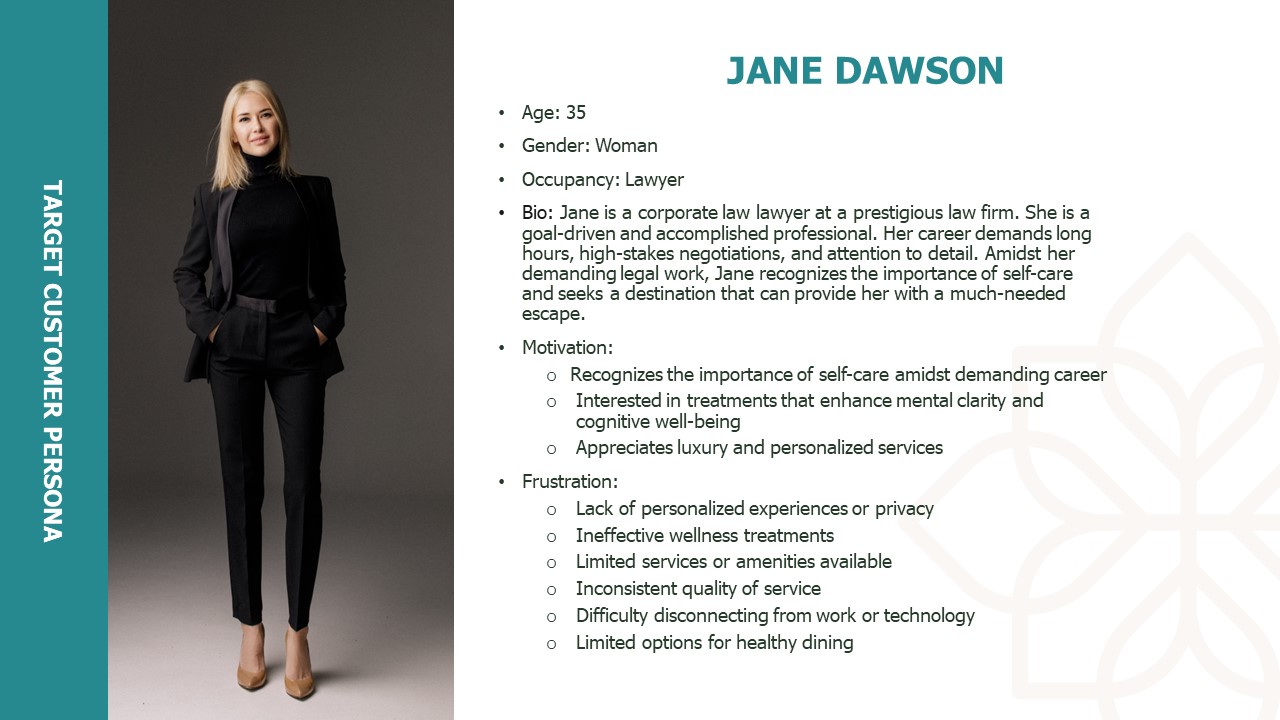 TARGET CUSTOMER PERSONA
JANE DAWSON
• Age: 35
• Gender: Woman
• Occupancy: Lawyer
• Bio: Jane is a corporate law lawyer at a prestigious law firm. She is a
goal-driven and accomplished professional. Her career demands long
hours, high-stakes negotiations, and attention to detail. Amidst her
demanding legal work, Jane recognizes the importance of self-care
and seeks a destination that can provide her with a much-needed
escape.
• Motivation:
o Recognizes the importance of self-care amidst demanding career
o Interested in treatments that enhance mental clarity and
cognitive well-being
o Appreciates luxury and personalized services
• Frustration:
o Lack of personalized experiences or privacy
o Ineffective wellness treatments
o Limited services or amenities available
o Inconsistent quality of service
o Difficulty disconnecting from work or technology
o Limited options for healthy dining